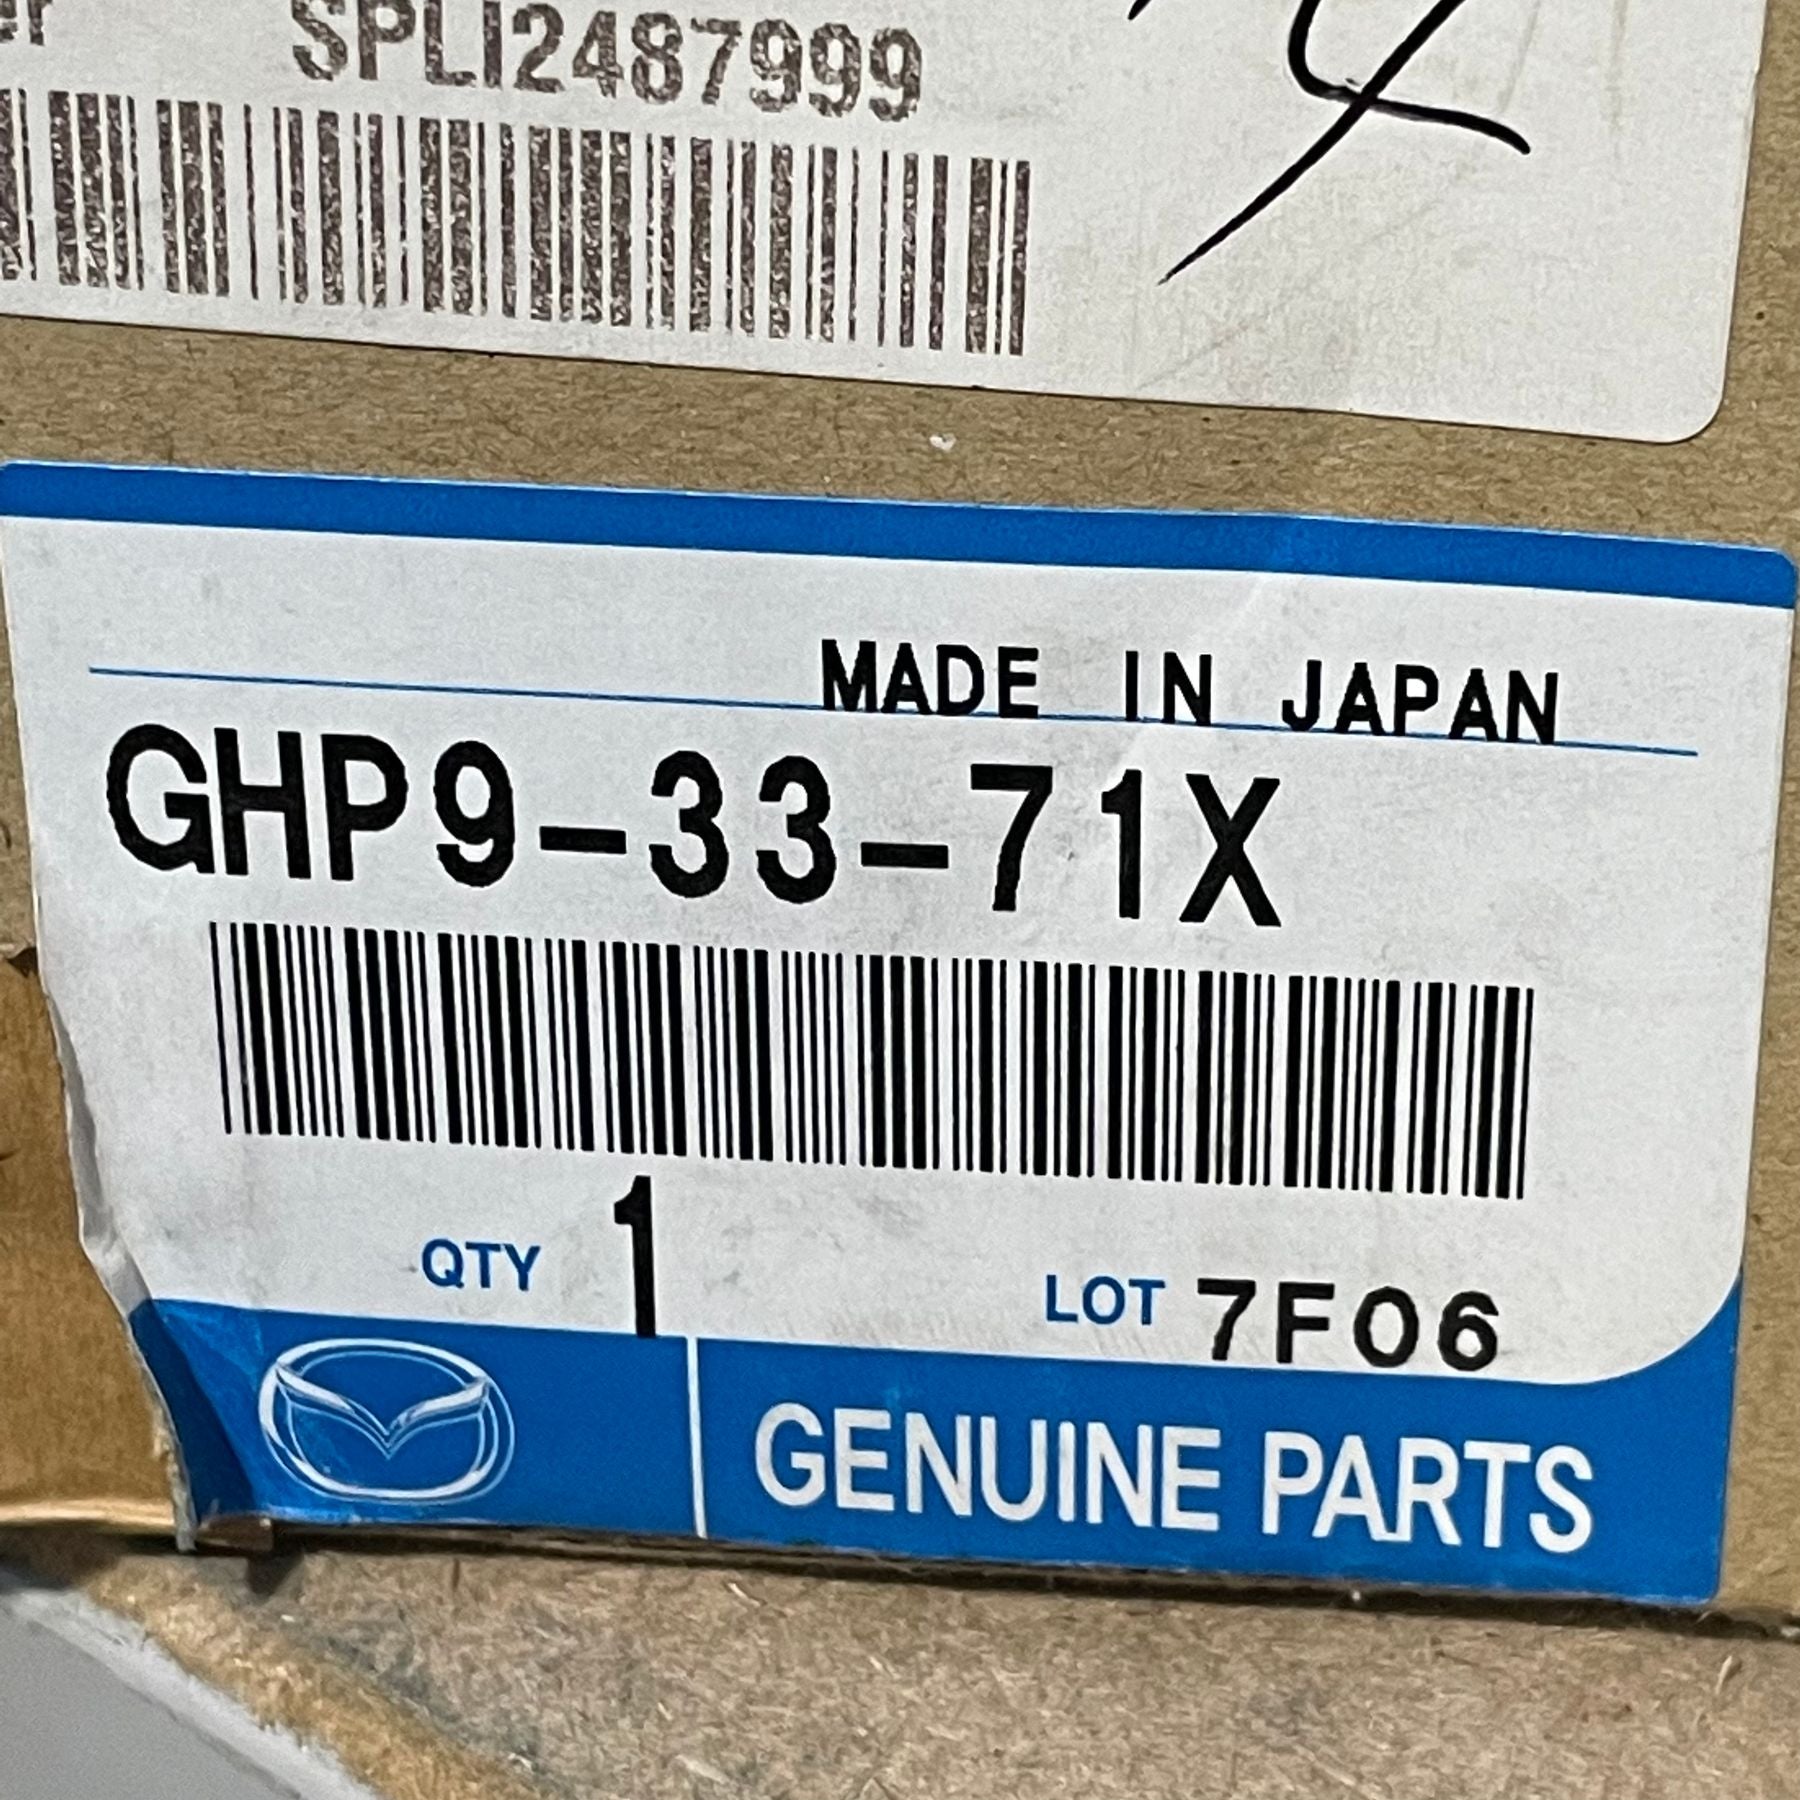 SPLI2487999
MADE IN JAPAN
GHP9-33-71X
QTY 1
LOT 7F06
GENUINE PARTS